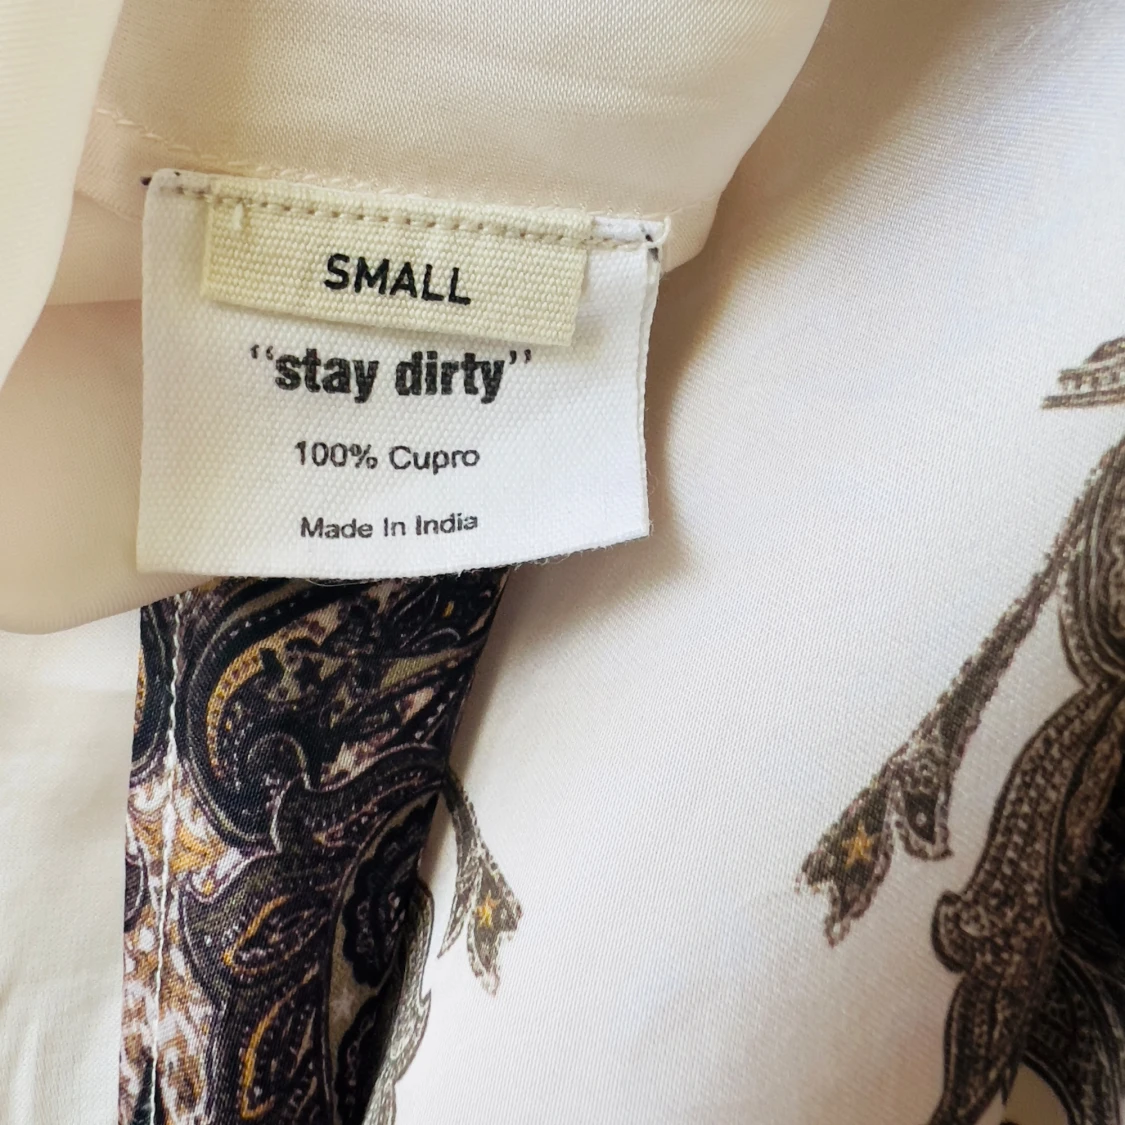 SMALL
“stay dirty”
100% Cupro
Made In India